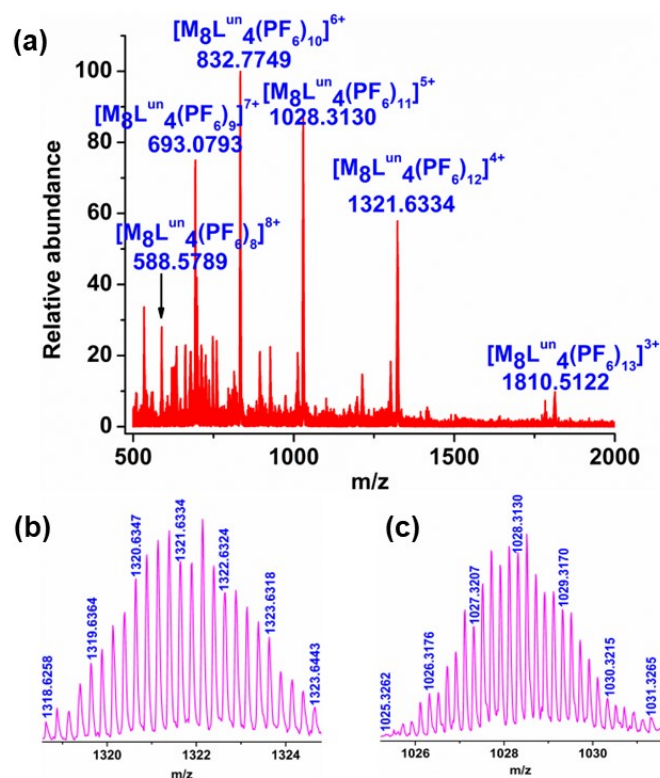 (a)
[M₈Lᵘⁿ₄(PF₆)₁₀]⁶⁺
832.7749
[M₈Lᵘⁿ₄(PF₆)₁₁]⁵⁺
1028.3130
[M₈Lᵘⁿ₄(PF₆)₉]⁷⁺
693.0793
[M₈Lᵘⁿ₄(PF₆)₁₂]⁴⁺
1321.6334
[M₈Lᵘⁿ₄(PF₆)₈]⁸⁺
588.5789
[M₈Lᵘⁿ₄(PF₆)₁₃]³⁺
1810.5122
Relative abundance
100
80
60
40
20
0
500 1000 1500 2000
m/z
(b)
1318.6258
1319.6364
1320.6347
1321.6334
1322.6324
1323.6318
1323.6443
1320 1322 1324
m/z
(c)
1025.3262
1026.3176
1027.3207
1028.3130
1029.3170
1030.3215
1031.3265
1026 1028 1030
m/z